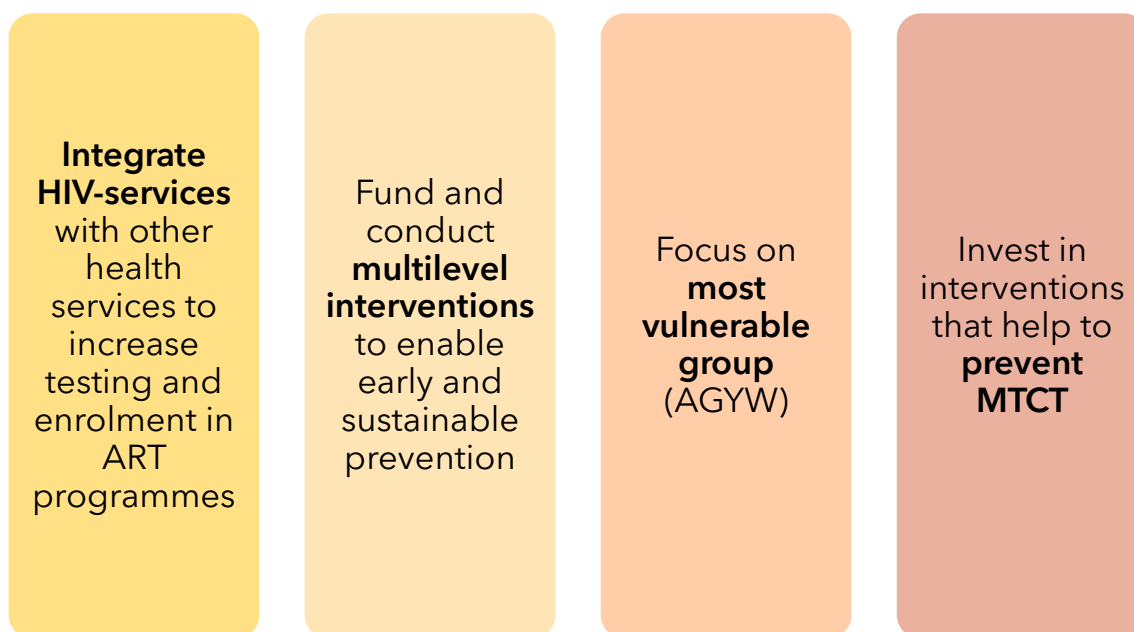 Integrate
HIV-services
with other
health
services to
increase
testing and
enrolment in
ART
programmes
Fund and
conduct
multilevel
interventions
to enable
early and
sustainable
prevention
Focus on
most
vulnerable
group
(AGYW)
Invest in
interventions
that help to
prevent
MTCT